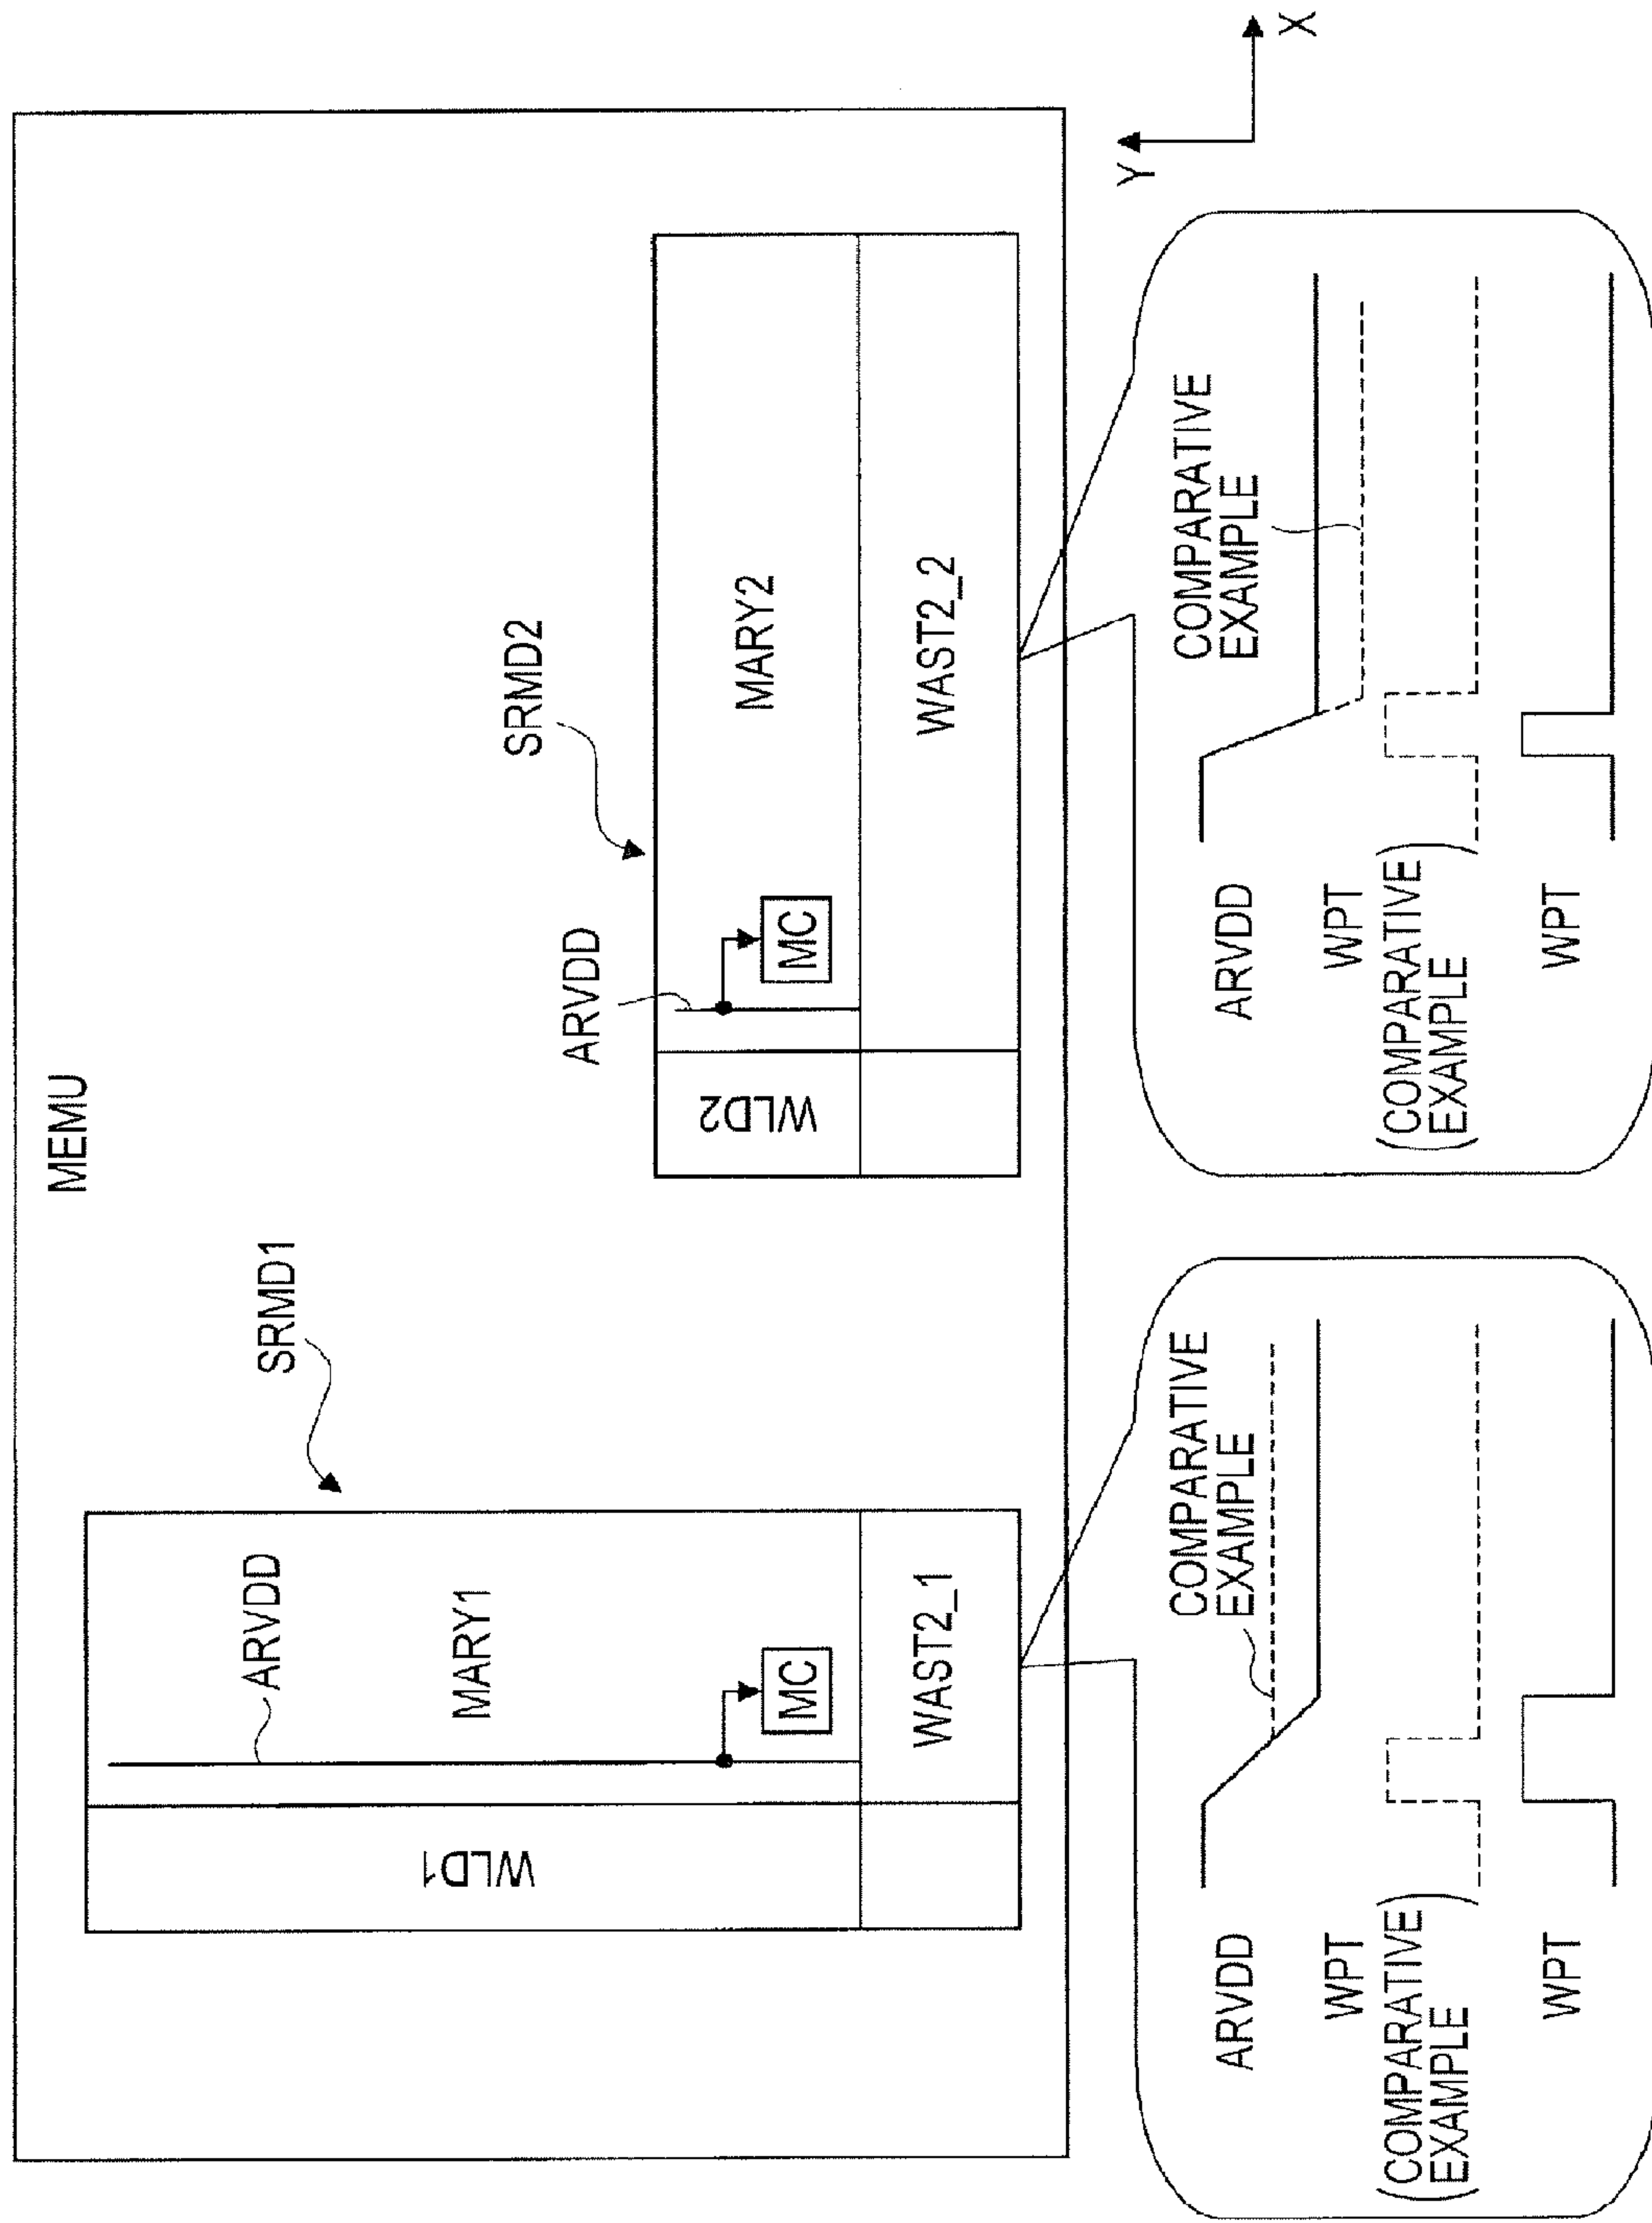 MEMU
SRMD1
SRMD2
ARVDD
MARY1
MC
WLD1
WAST2_1
ARVDD
MARY2
MC
WLD2
WAST2_2
Y
X
ARVDD
COMPARATIVE
EXAMPLE
WPT
(COMPARATIVE
EXAMPLE)
WPT
ARVDD
COMPARATIVE
EXAMPLE
WPT
(COMPARATIVE
EXAMPLE)
WPT